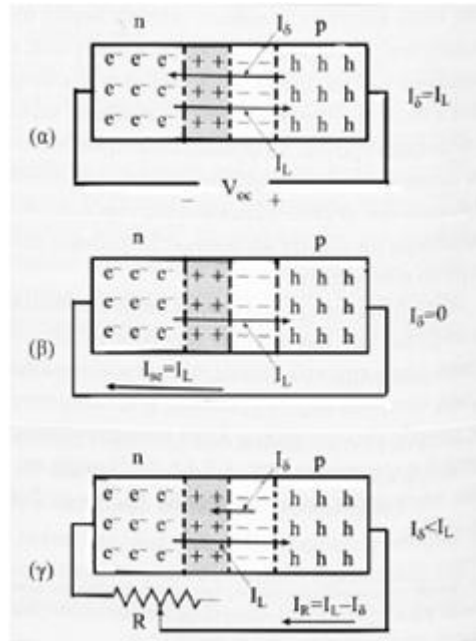 n I_δ p
e⁻ e⁻ e⁻ + + − − h h h
e⁻ e⁻ e⁻ + + − − h h h I_δ=I_L
e⁻ e⁻ e⁻ + + − − h h h
(α) I_L
− V_oc +
n p
e⁻ e⁻ e⁻ + + − − h h h
e⁻ e⁻ e⁻ + + − − h h h I_δ=0
e⁻ e⁻ e⁻ + + − − h h h
(β) I_sc=I_L I_L
n I_δ p
e⁻ e⁻ e⁻ + + − − h h h
e⁻ e⁻ e⁻ + + − − h h h I_δ<I_L
e⁻ e⁻ e⁻ + + − − h h h
(γ) I_L I_R=I_L−I_δ
R